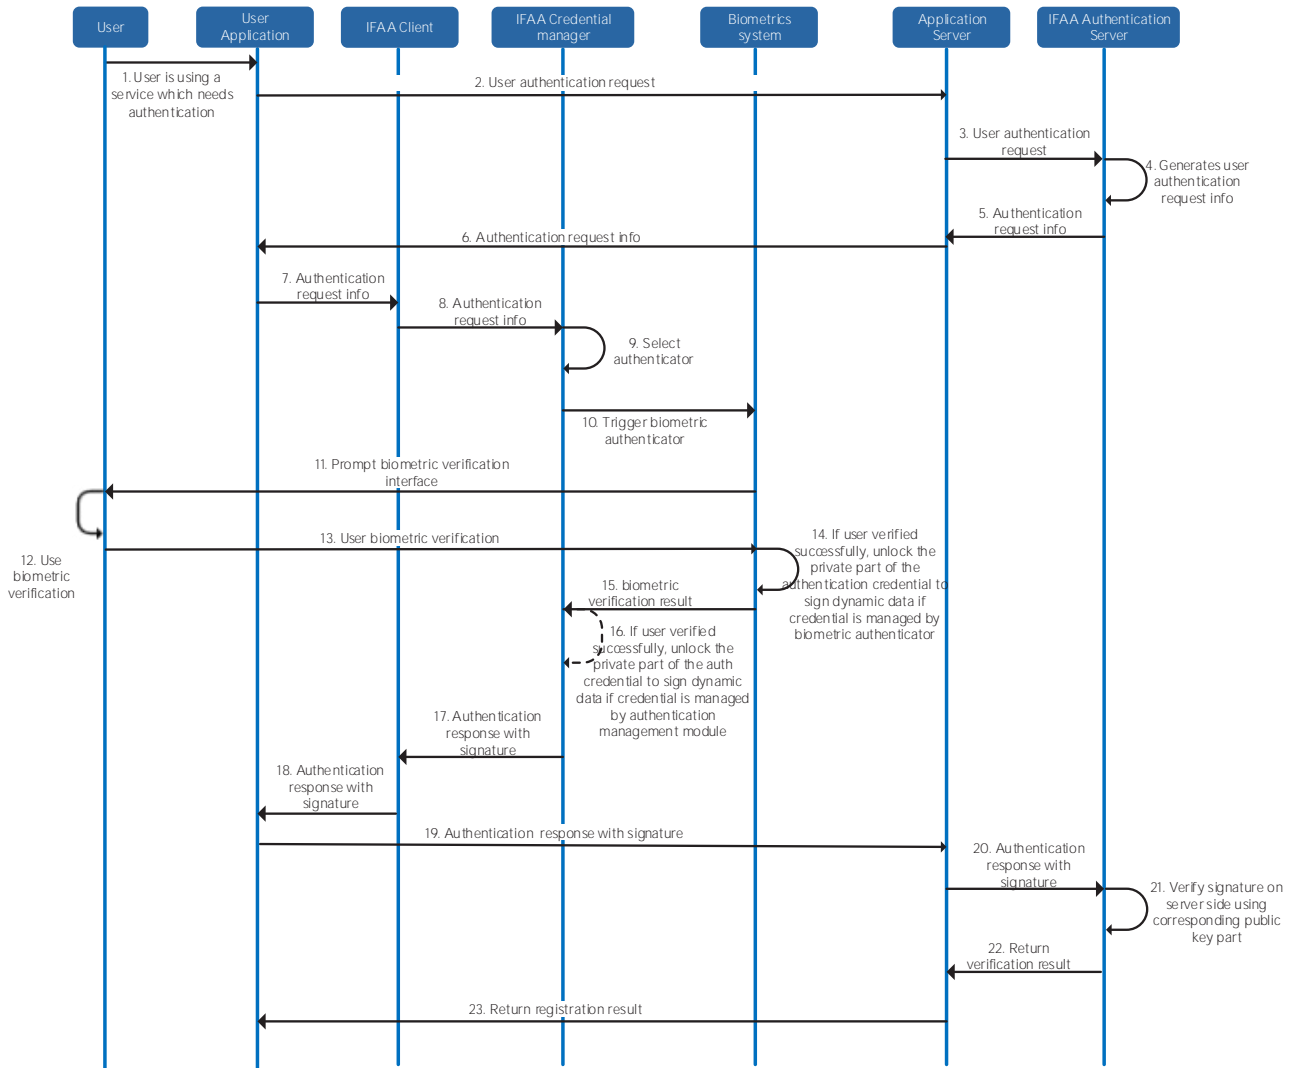 User
User
Application
IFAA Client
IFAA Credential
manager
Biometrics
system
Application
Server
IFAA Authentication
Server
1. User is using a
service which needs
authentication
2. User authentication request
3. User authentication
request
4. Generates user
authentication
request info
5. Authentication
request info
6. Authentication request info
7. Authentication
request info
8. Authentication
request info
9. Select
authenticator
10. Trigger biometric
authenticator
11. Prompt biometric verification
interface
12. Use
biometric
verification
13. User biometric verification
14. If user verified
successfully, unlock the
private part of the
authentication credential to
sign dynamic data if
credential is managed by
biometric authenticator
15. biometric
verification result
16. If user verified
successfully, unlock the
private part of the auth
credential to sign dynamic
data if credential is managed
by authentication
management module
17. Authentication
response with
signature
18. Authentication
response with
signature
19. Authentication response with signature
20. Authentication
response with
signature
21. Verify signature on
server side using
corresponding public
key part
22. Return
verification result
23. Return registration result